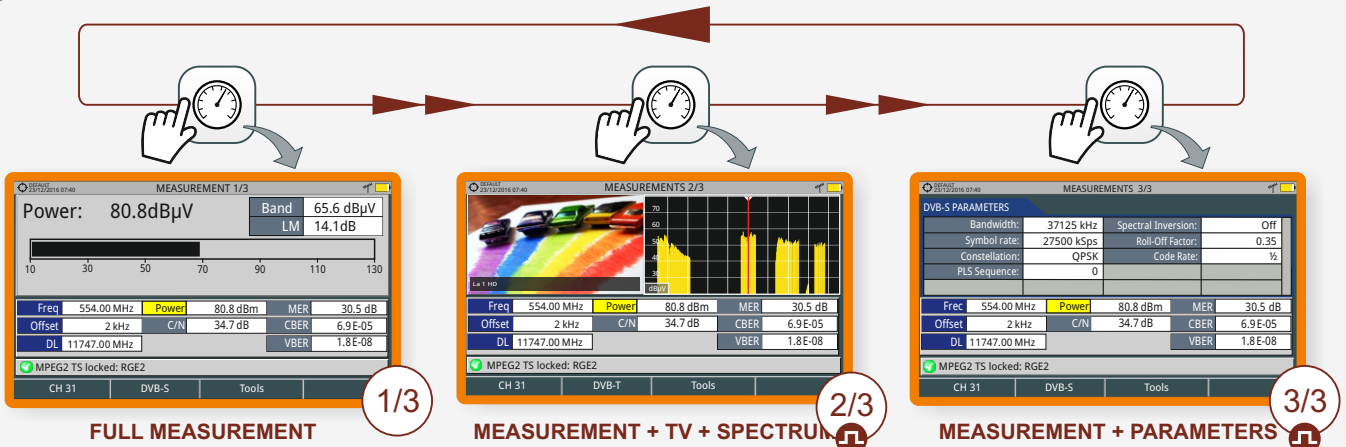 DEFAULT
23/12/2016 07:40
MEASUREMENT 1/3
Power: 80.8dBµV
Band 65.6 dBµV
LM 14.1dB
10 30 50 70 90 110 130
Freq 554.00 MHz Power 80.8 dBm MER 30.5 dB
Offset 2 kHz C/N 34.7 dB CBER 6.9E-05
DL 11747.00 MHz VBER 1.8E-08
MPEG2 TS locked: RGE2
CH 31 DVB-S Tools
1/3
FULL MEASUREMENT
DEFAULT
23/12/2016 07:40
MEASUREMENTS 2/3
70
60
50
40
30
dBµV
La 1 HD
Freq 554.00 MHz Power 80.8 dBm MER 30.5 dB
Offset 2 kHz C/N 34.7 dB CBER 6.9E-05
DL 11747.00 MHz VBER 1.8E-08
MPEG2 TS locked: RGE2
CH 31 DVB-T Tools
2/3
MEASUREMENT + TV + SPECTRUM
DEFAULT
23/12/2016 07:40
MEASUREMENTS 3/3
DVB-S PARAMETERS
Bandwidth: 37125 kHz Spectral Inversion: Off
Symbol rate: 27500 kSps Roll-Off Factor: 0.35
Constellation: QPSK Code Rate: ½
PLS Sequence: 0
Frec 554.00 MHz Power 80.8 dBm MER 30.5 dB
Offset 2 kHz C/N 34.7 dB CBER 6.9E-05
DL 11747.00 MHz VBER 1.8E-08
MPEG2 TS locked: RGE2
CH 31 DVB-S Tools
3/3
MEASUREMENT + PARAMETERS